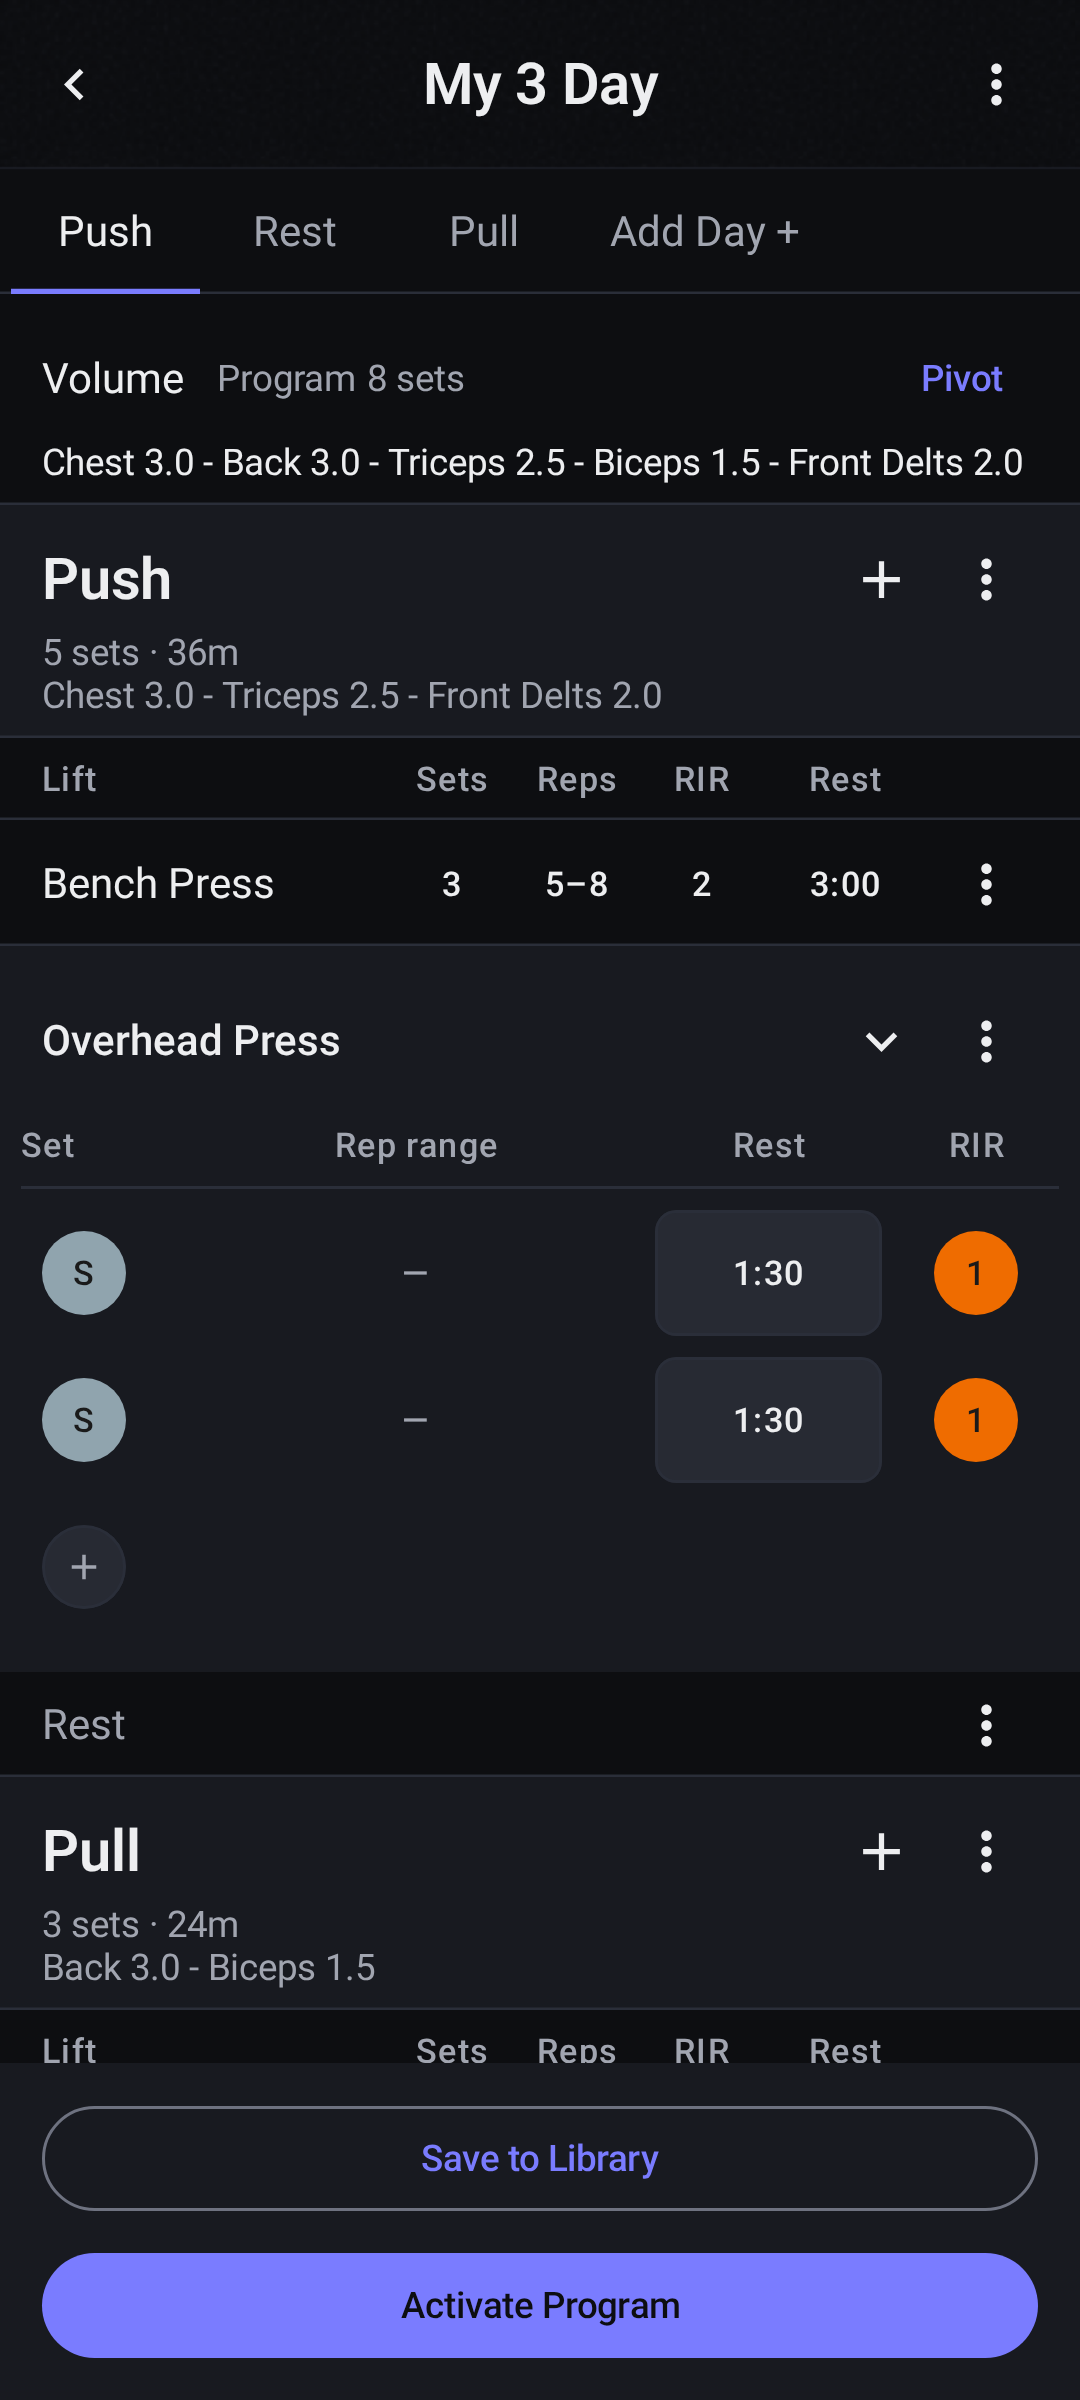 My 3 Day
Push Rest Pull Add Day +
Volume Program 8 sets Pivot
Chest 3.0 - Back 3.0 - Triceps 2.5 - Biceps 1.5 - Front Delts 2.0
Push
5 sets · 36m
Chest 3.0 - Triceps 2.5 - Front Delts 2.0
Lift Sets Reps RIR Rest
Bench Press 3 5–8 2 3:00
Overhead Press
Set Rep range Rest RIR
S – 1:30 1
S – 1:30 1
+
Rest
Pull
3 sets · 24m
Back 3.0 - Biceps 1.5
Lift Sets Reps RIR Rest
Save to Library
Activate Program